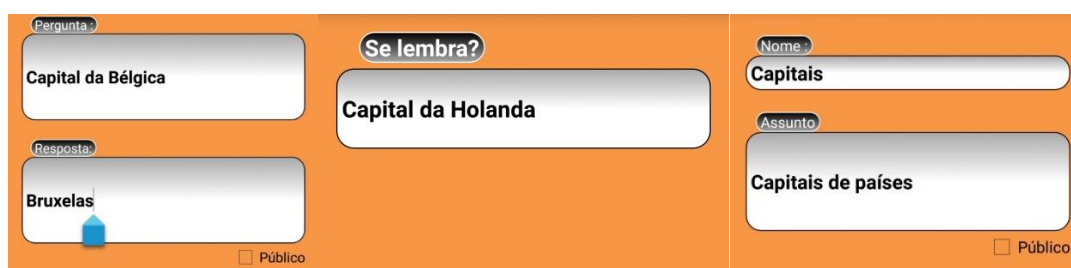 Pergunta :
Capital da Bélgica
Resposta:
Bruxelas
Público
Se lembra?
Capital da Holanda
Nome :
Capitais
Assunto
Capitais de países
Público